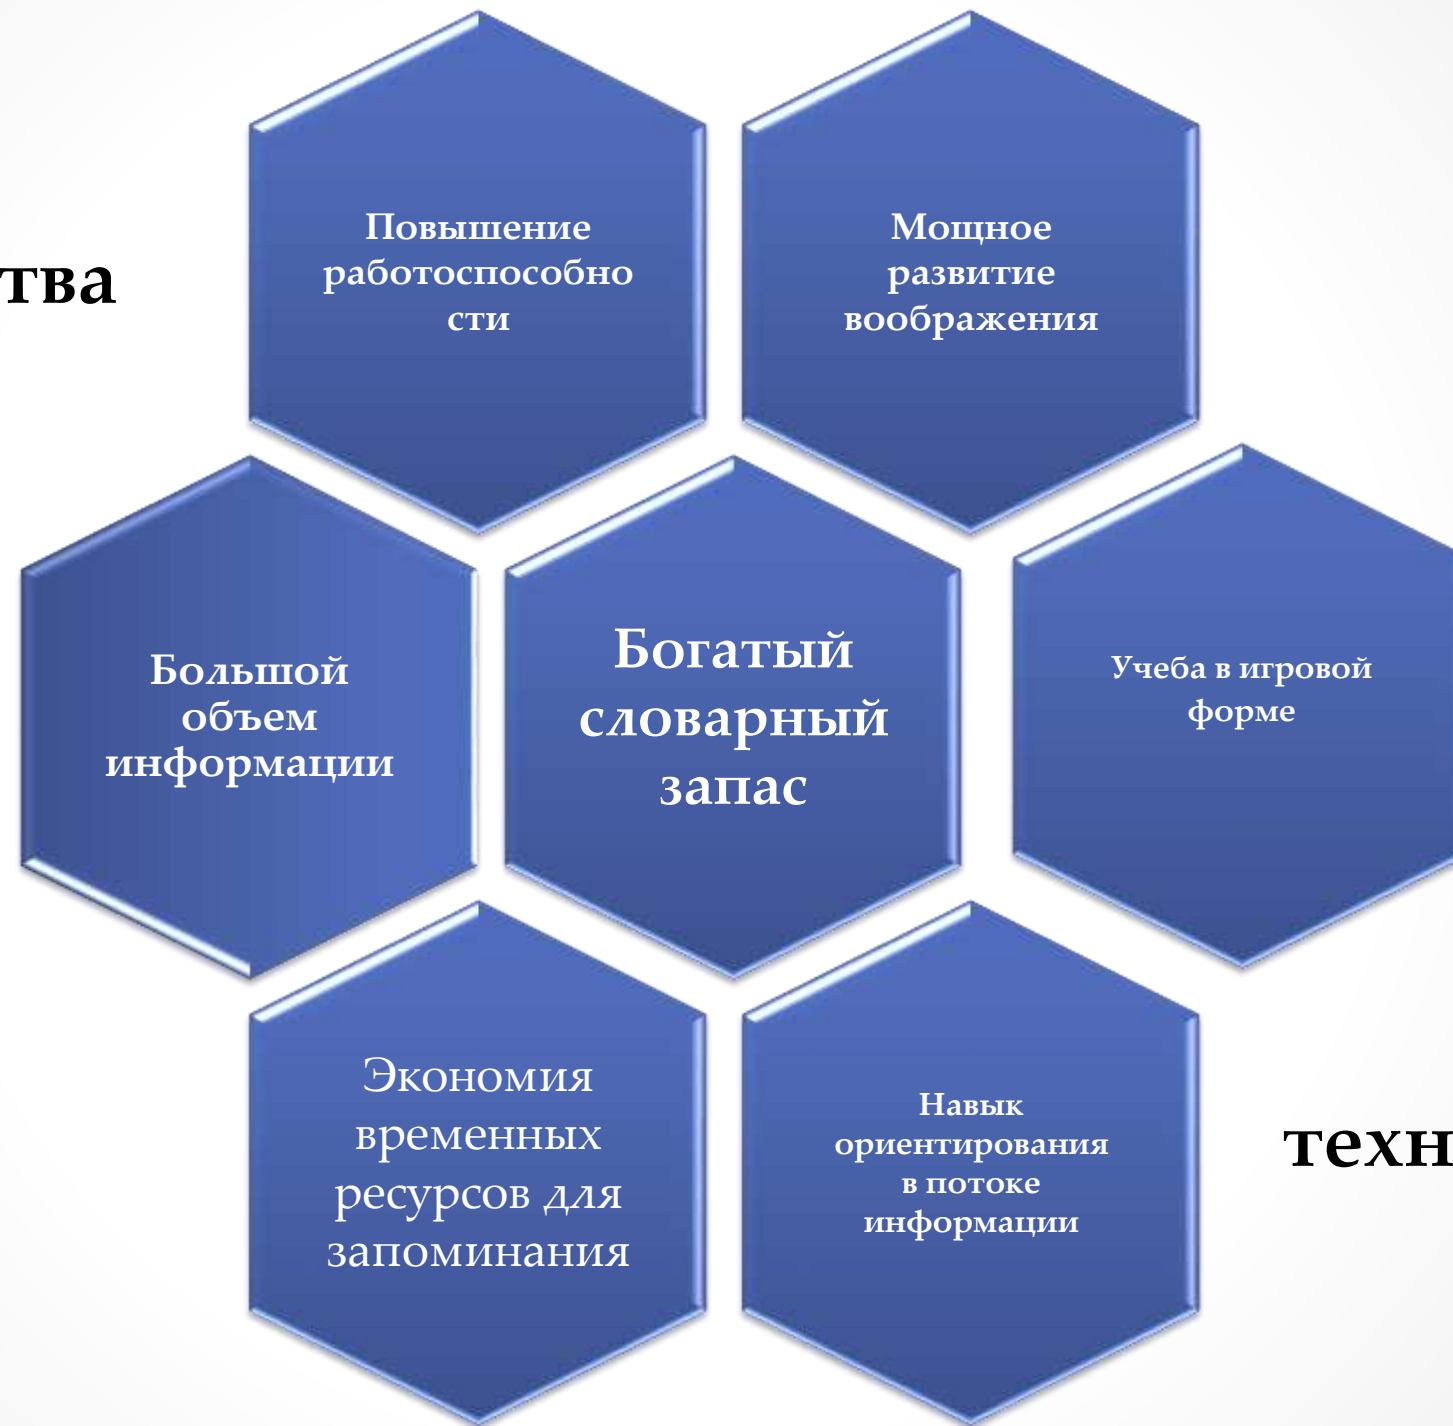 Повышение
работоспособно
сти
Мощное
развитие
воображения
тва
Большой
объем
информации
Богатый
словарный
запас
Учеба в игровой
форме
Экономия
временных
ресурсов для
запоминания
Навык
ориентирования
в потоке
информации
техн